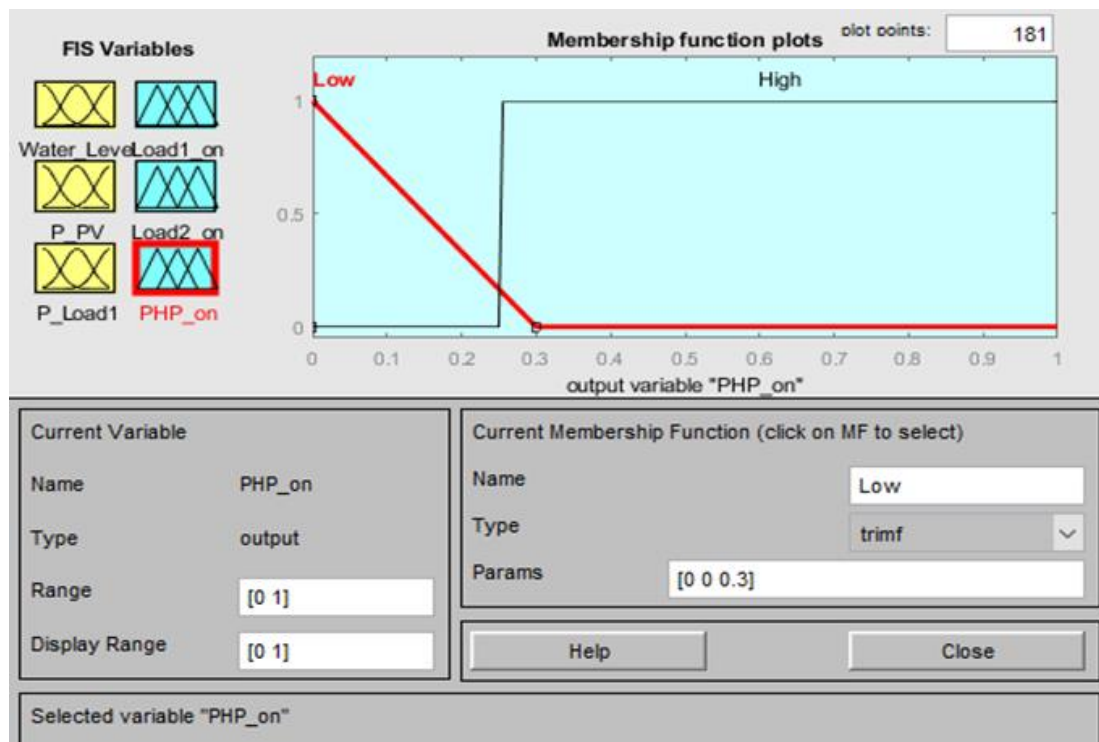 FIS Variables
Membership function plots
plot points:
181
Water_Leve
Load1_on
P_PV
Load2_on
P_Load1
PHP_on
Low
High
1
0.5
0
0 0.1 0.2 0.3 0.4 0.5 0.6 0.7 0.8 0.9 1
output variable "PHP_on"
Current Variable
Name PHP_on
Type output
Range [0 1]
Display Range [0 1]
Current Membership Function (click on MF to select)
Name Low
Type trimf
Params [0 0 0.3]
Help
Close
Selected variable "PHP_on"